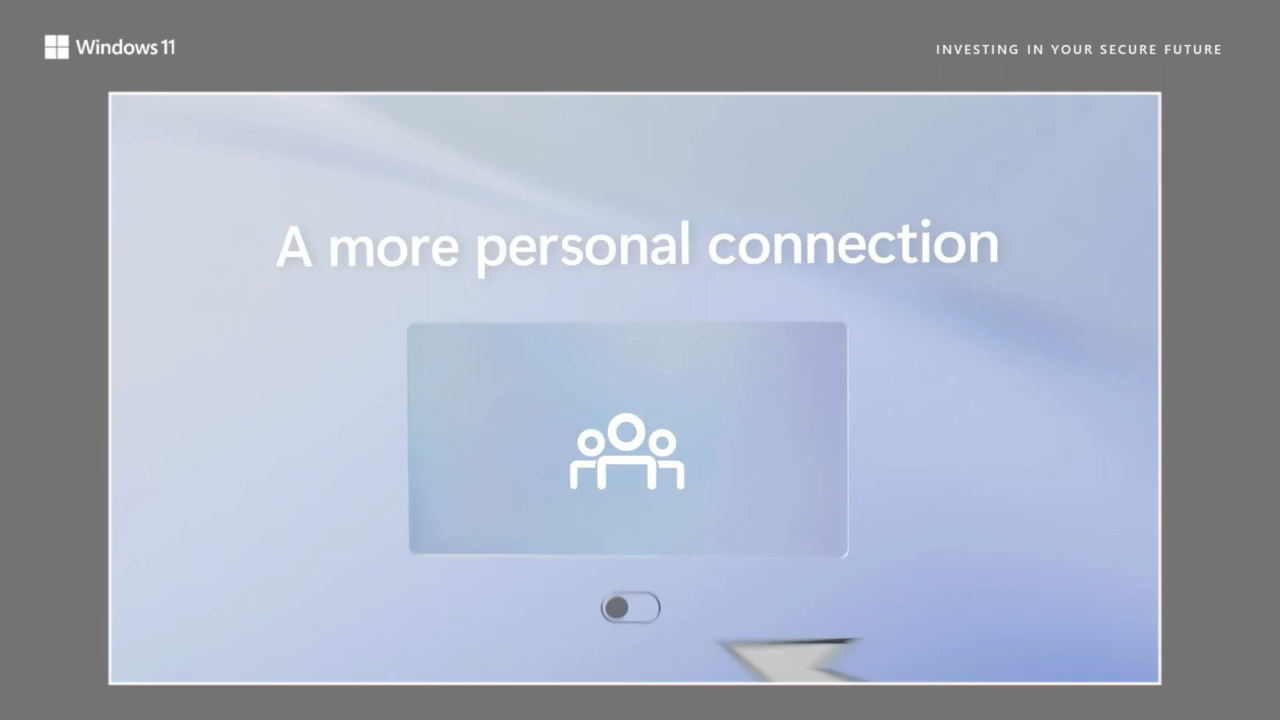 Windows 11
INVESTING IN YOUR SECURE FUTURE
A more personal connection